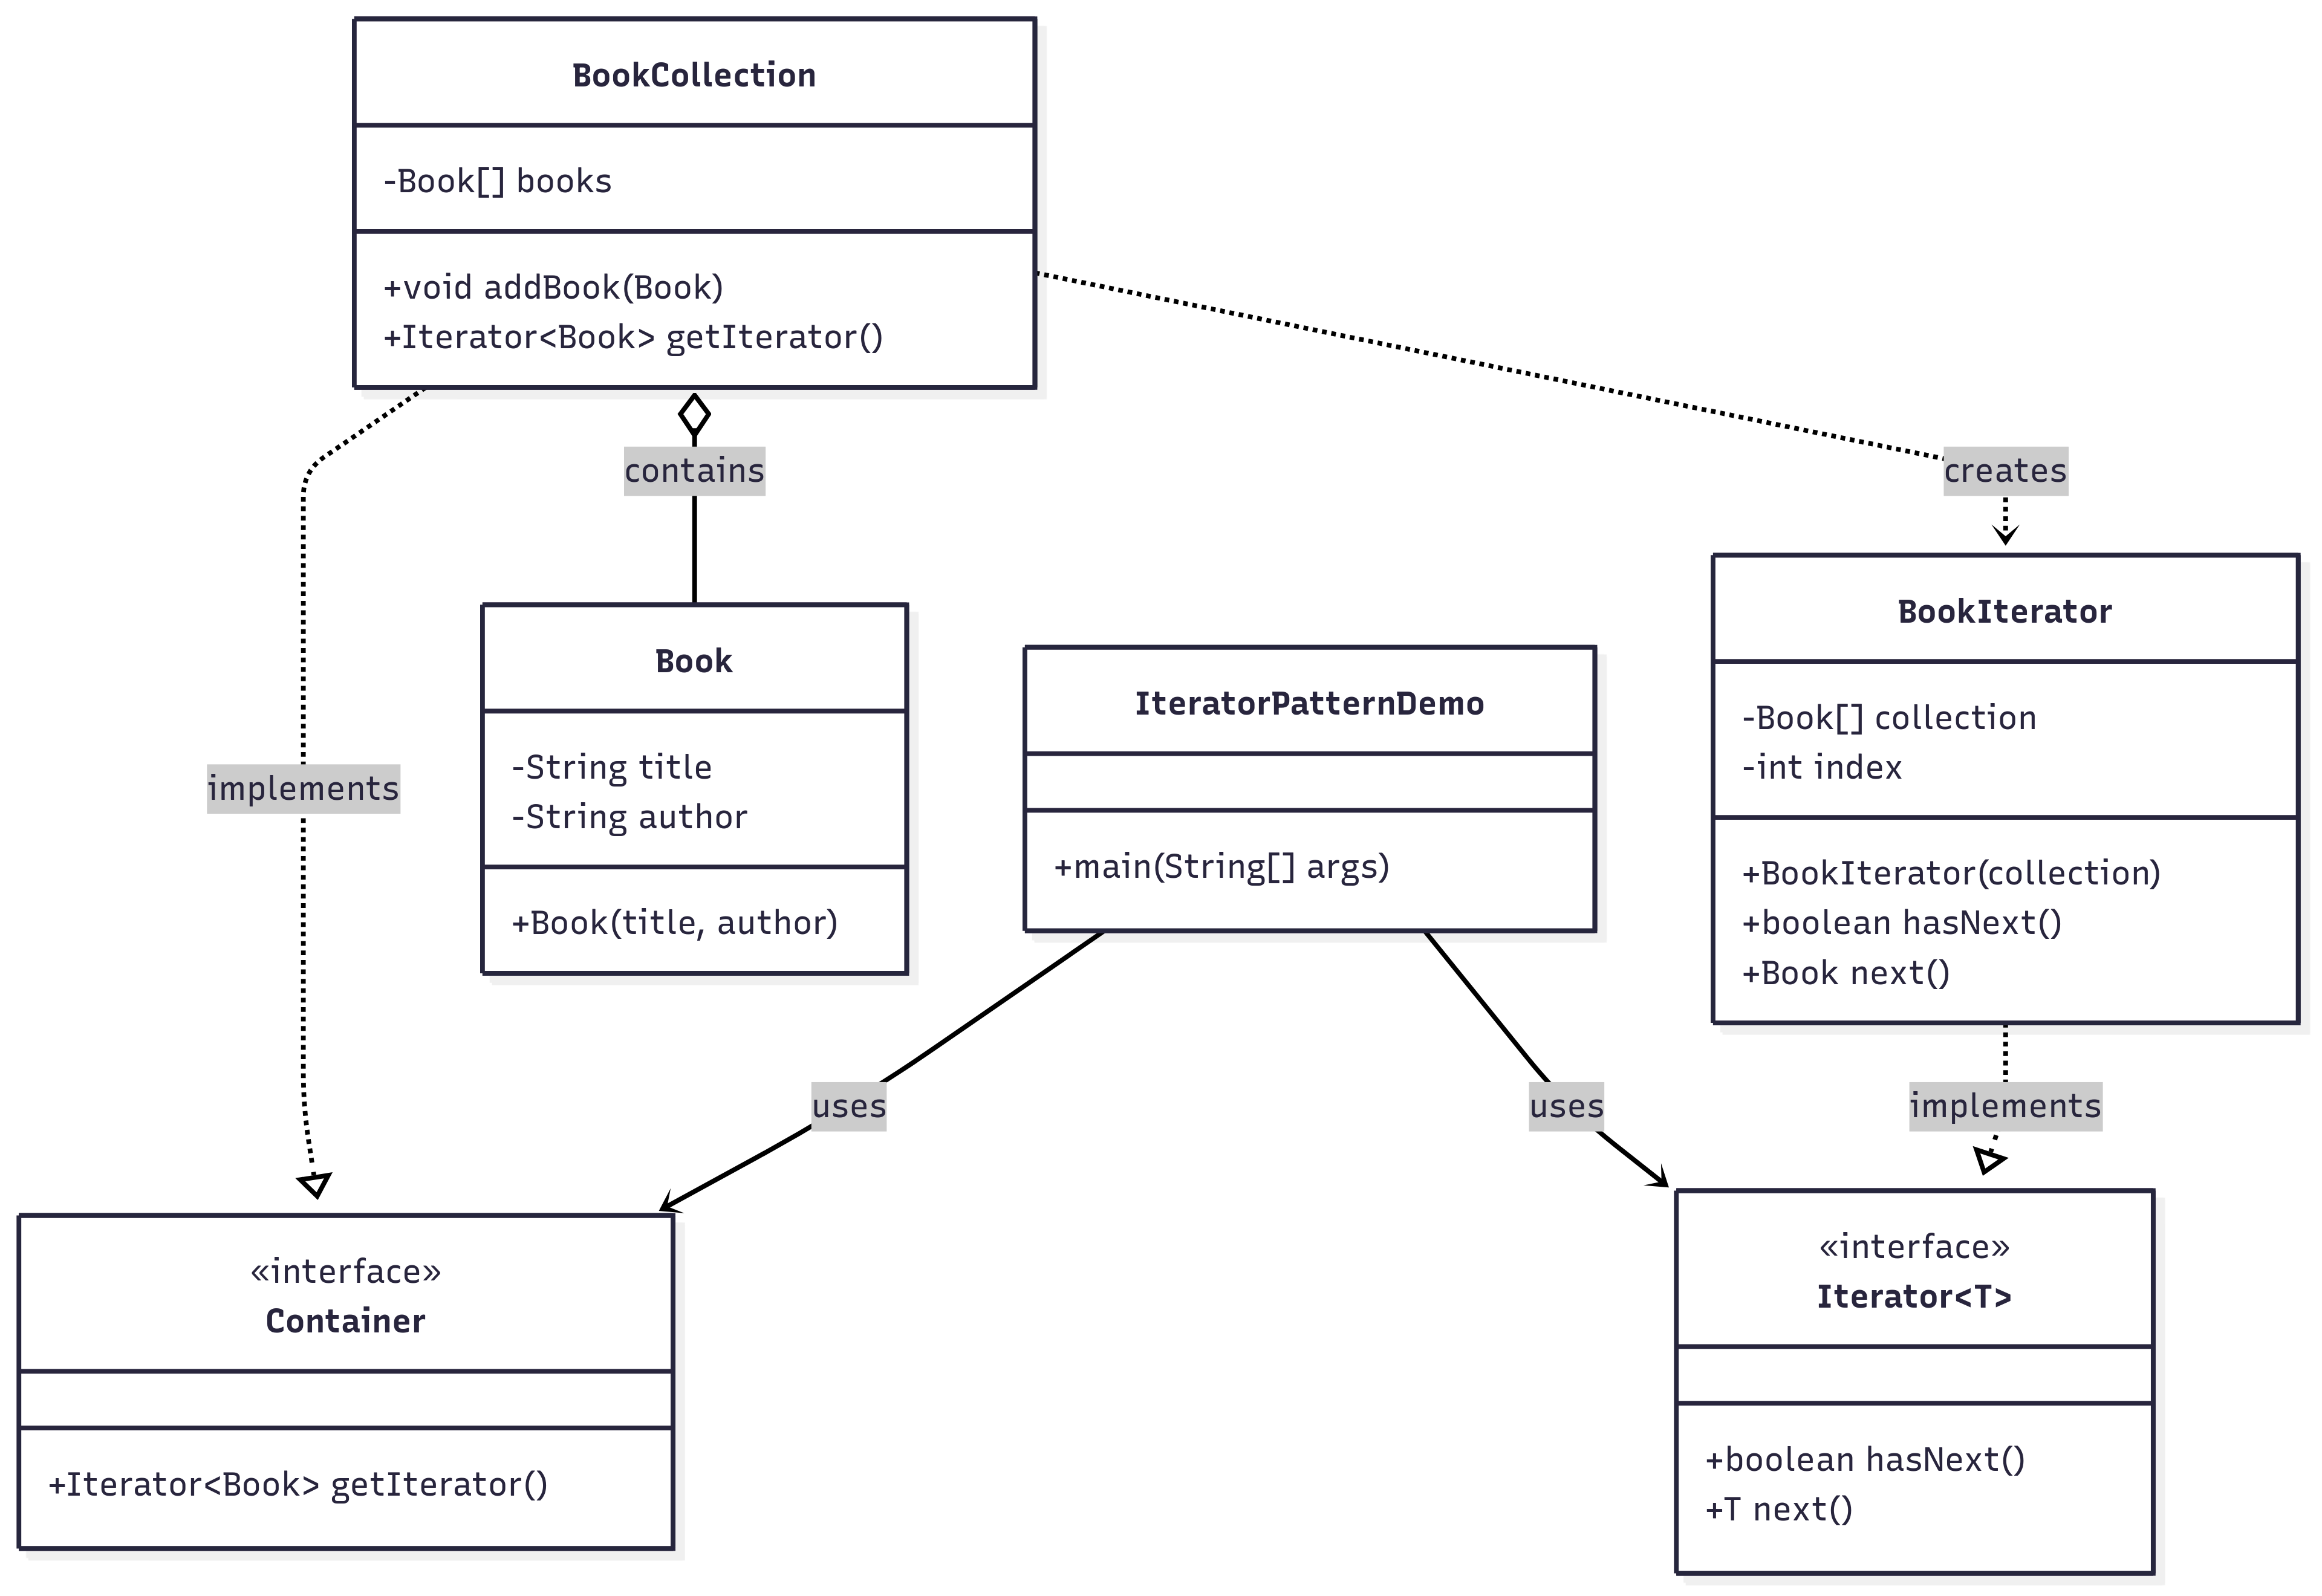 BookCollection
-Book[] books
+void addBook(Book)
+Iterator<Book> getIterator()
contains
creates
implements
Book
-String title
-String author
+Book(title, author)
IteratorPatternDemo
+main(String[] args)
BookIterator
-Book[] collection
-int index
+BookIterator(collection)
+boolean hasNext()
+Book next()
uses
uses
implements
«interface»
Container
+Iterator<Book> getIterator()
«interface»
Iterator<T>
+boolean hasNext()
+T next()